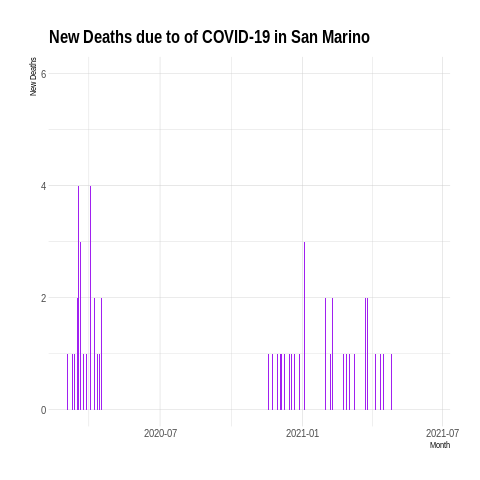 New Deaths due to of COVID-19 in San Marino
New Deaths
6
4
2
0
2020-07
2021-01
2021-07
Month